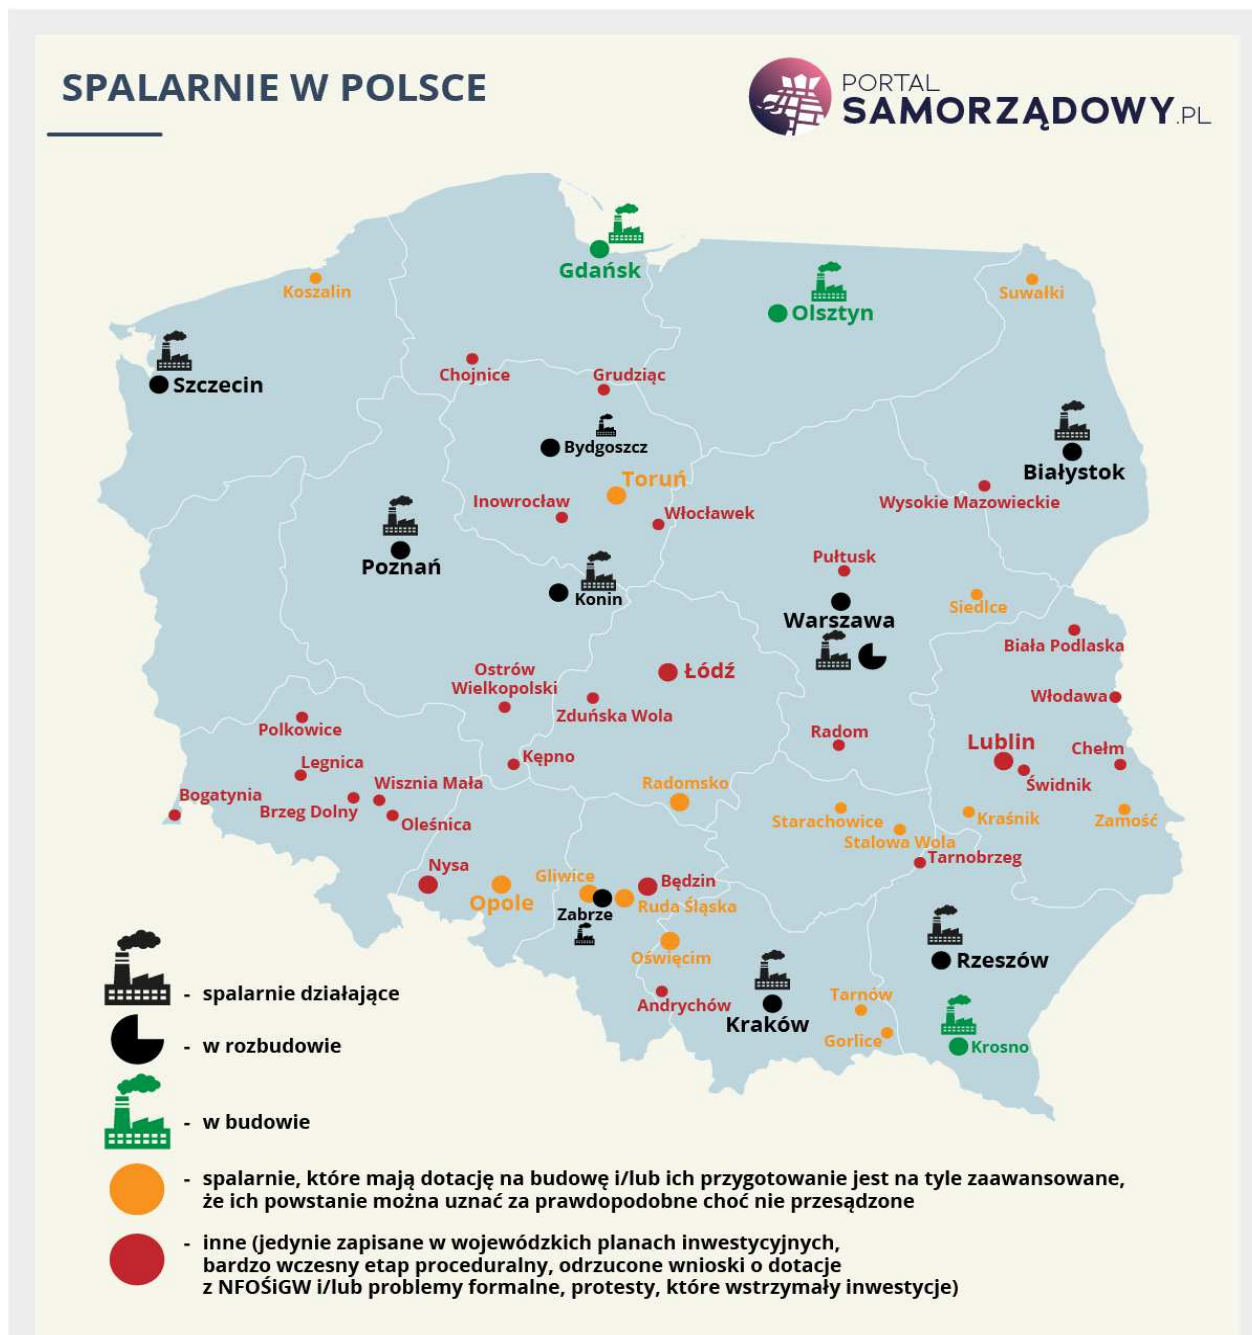 SPALARNIE W POLSCE
PORTAL
SAMORZĄDOWY.PL
Gdańsk
Koszalin
Suwałki
Olsztyn
Szczecin
Chojnice
Grudziąc
Bydgoszcz
Białystok
Toruń
Inowrocław
Włocławek
Wysokie Mazowieckie
Poznań
Pułtusk
Konin
Siedlce
Warszawa
Biała Podlaska
Ostrów
Wielkopolski
Łódź
Włodawa
Zduńska Wola
Polkowice
Radom
Lublin
Chełm
Kępno
Legnica
Wisznia Mała
Radomsko
Świdnik
Bogatynia
Brzeg Dolny
Oleśnica
Starachowice
Kraśnik
Zamość
Stalowa Wola
Tarnobrzeg
Nysa
Gliwice
Będzin
Opole
Zabrze
Ruda Śląska
Oświęcim
Rzeszów
Andrychów
Kraków
Tarnów
Gorlice
Krosno
- spalarnie działające
- w rozbudowie
- w budowie
- spalarnie, które mają dotację na budowę i/lub ich przygotowanie jest na tyle zaawansowane,
że ich powstanie można uznać za prawdopodobne choć nie przesądzone
- inne (jedynie zapisane w wojewódzkich planach inwestycyjnych,
bardzo wczesny etap proceduralny, odrzucone wnioski o dotacje
z NFOŚiGW i/lub problemy formalne, protesty, które wstrzymały inwestycje)